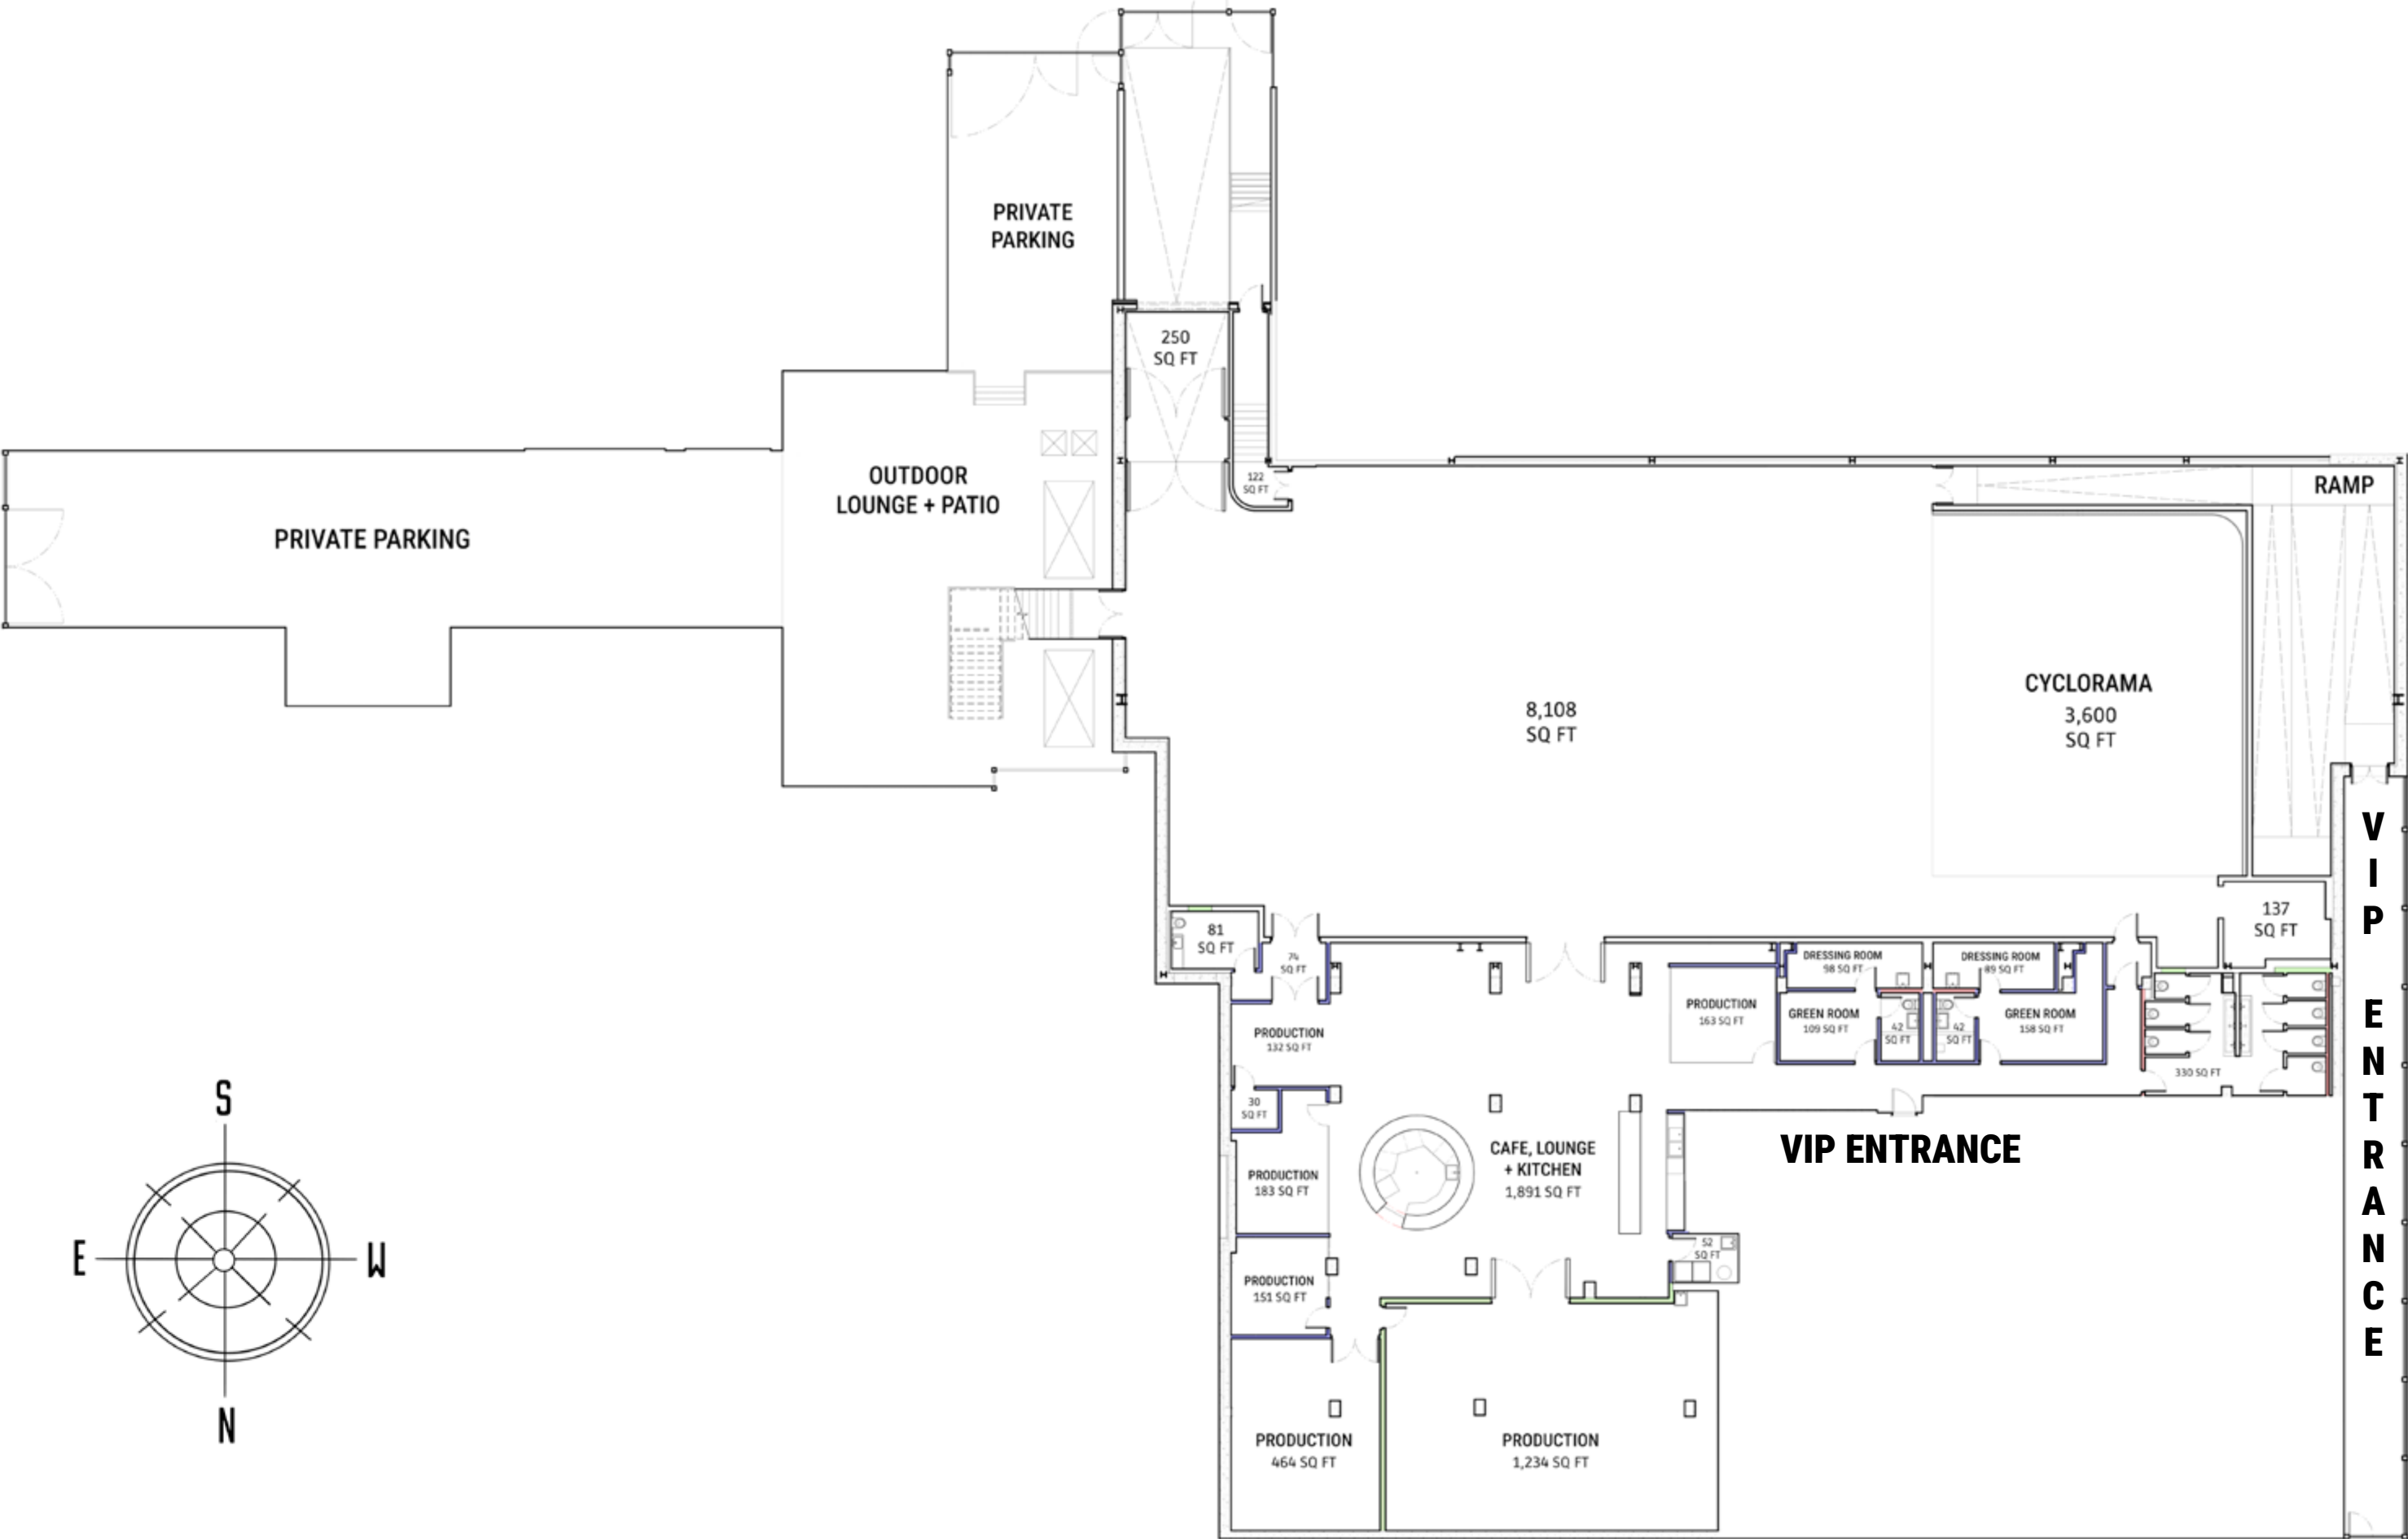 PRIVATE
PARKING
250
SQ FT
OUTDOOR
LOUNGE + PATIO
122
SQ FT
RAMP
PRIVATE PARKING
CYCLORAMA
3,600
SQ FT
8,108
SQ FT
81
SQ FT
74
SQ FT
137
SQ FT
DRESSING ROOM
98 SQ FT
DRESSING ROOM
89 SQ FT
PRODUCTION
163 SQ FT
GREEN ROOM
109 SQ FT
42
SQ FT
42
SQ FT
GREEN ROOM
158 SQ FT
330 SQ FT
PRODUCTION
132 SQ FT
30
SQ FT
PRODUCTION
183 SQ FT
CAFE, LOUNGE
+ KITCHEN
1,891 SQ FT
VIP ENTRANCE
VIP ENTRANCE
52
SQ FT
PRODUCTION
151 SQ FT
PRODUCTION
464 SQ FT
PRODUCTION
1,234 SQ FT
S
E
W
N